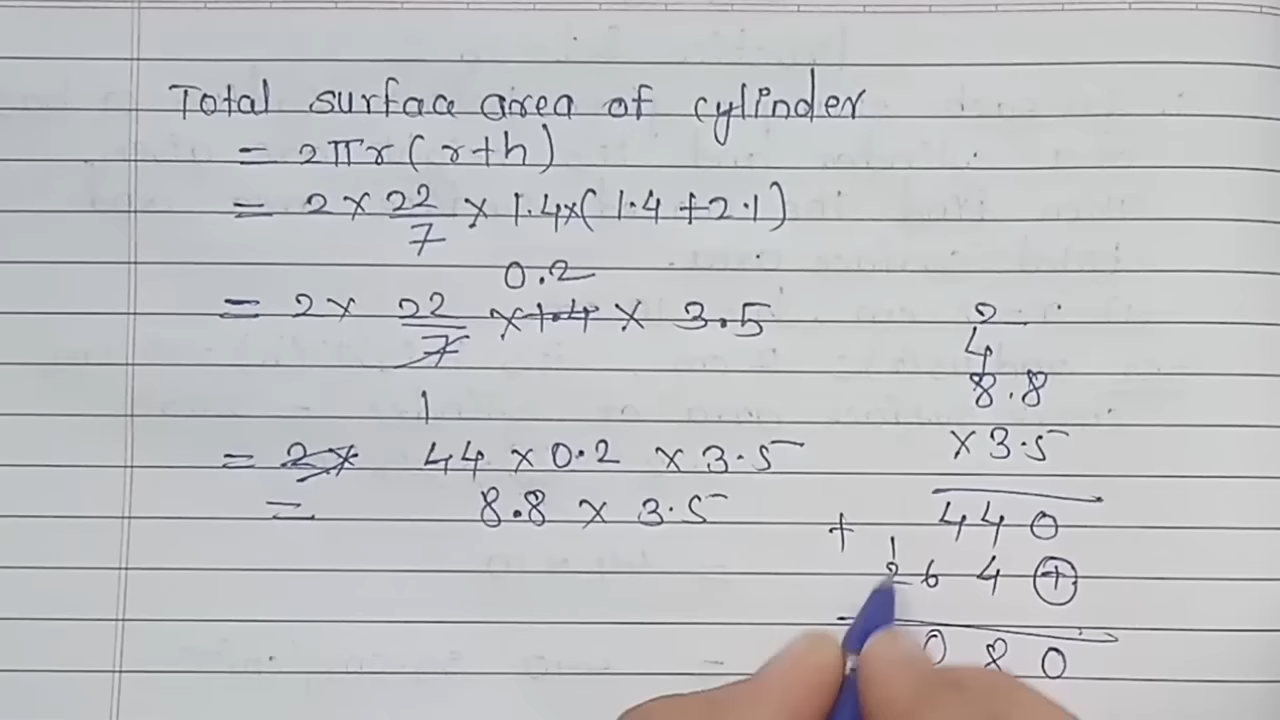 Total surface area of cylinder
= 2πr(r+h)
= 2 × 22/7 × 1.4×(1.4+2.1)
0.2
= 2 × 22/7 × 1.4 × 3.5
1
= 2× 44 × 0.2 × 3.5
= 8.8 × 3.5
2
4
8.8
×3.5
440
+ 1
264+
080